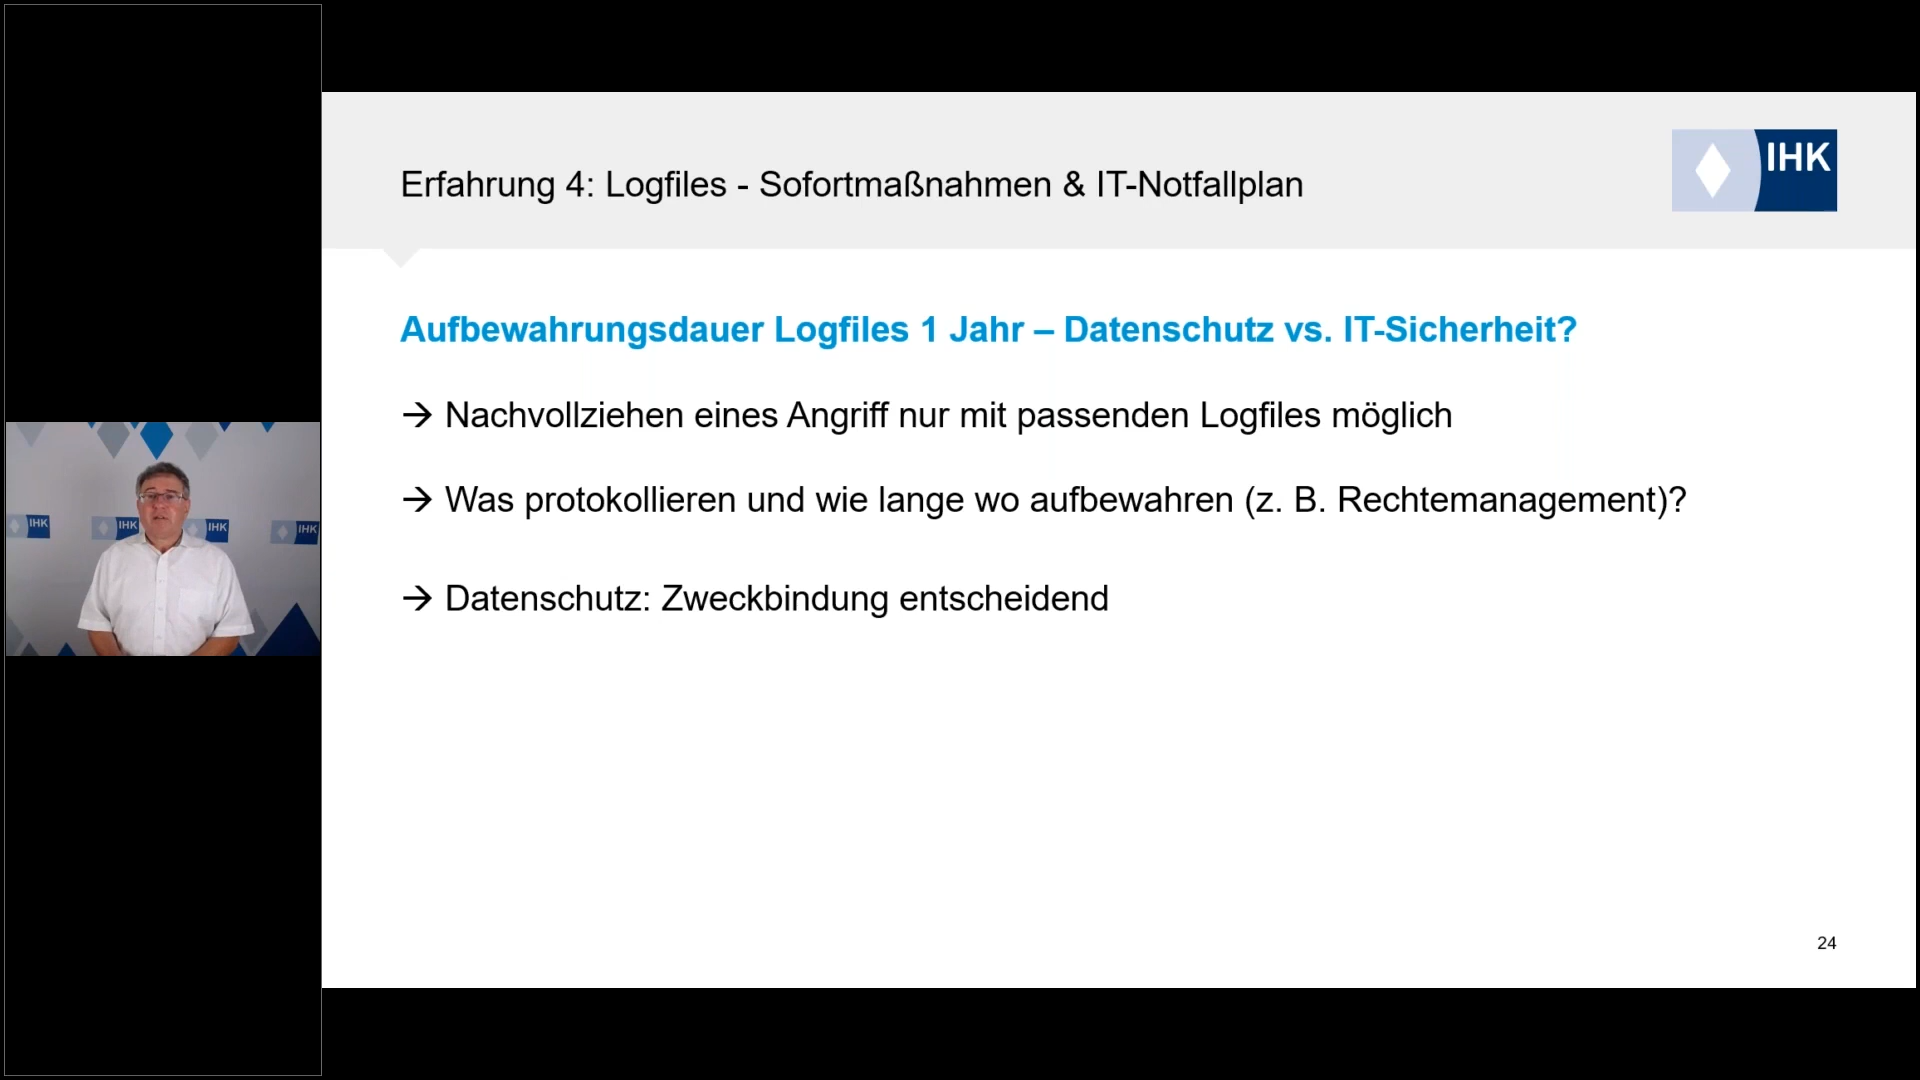 Erfahrung 4: Logfiles - Sofortmaßnahmen & IT-Notfallplan
IHK
Aufbewahrungsdauer Logfiles 1 Jahr – Datenschutz vs. IT-Sicherheit?
→ Nachvollziehen eines Angriff nur mit passenden Logfiles möglich
→ Was protokollieren und wie lange wo aufbewahren (z. B. Rechtemanagement)?
→ Datenschutz: Zweckbindung entscheidend
IHK
IHK
IHK
IHK
24